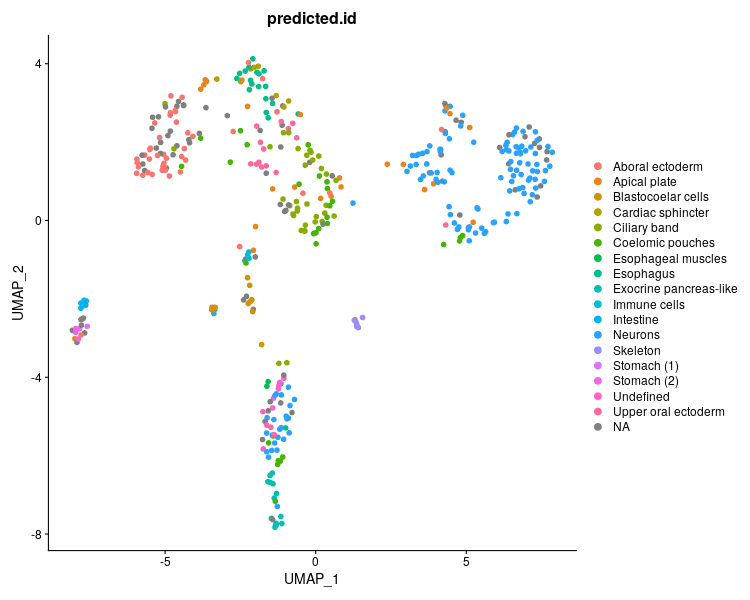 predicted.id
4
0
-4
-8
UMAP_2
-5
0
5
UMAP_1
Aboral ectoderm
Apical plate
Blastocoelar cells
Cardiac sphincter
Ciliary band
Coelomic pouches
Esophageal muscles
Esophagus
Exocrine pancreas-like
Immune cells
Intestine
Neurons
Skeleton
Stomach (1)
Stomach (2)
Undefined
Upper oral ectoderm
NA